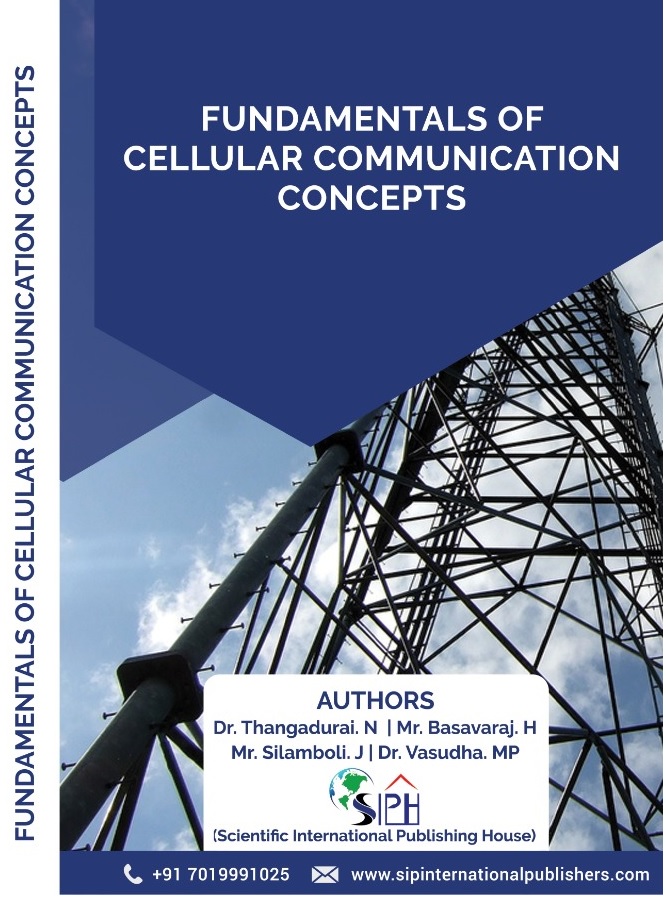 FUNDAMENTALS OF CELLULAR COMMUNICATION CONCEPTS
FUNDAMENTALS OF
CELLULAR COMMUNICATION
CONCEPTS
AUTHORS
Dr. Thangadurai. N | Mr. Basavaraj. H
Mr. Silamboli. J | Dr. Vasudha. MP
SIPH
(Scientific International Publishing House)
+91 7019991025 www.sipinternationalpublishers.com